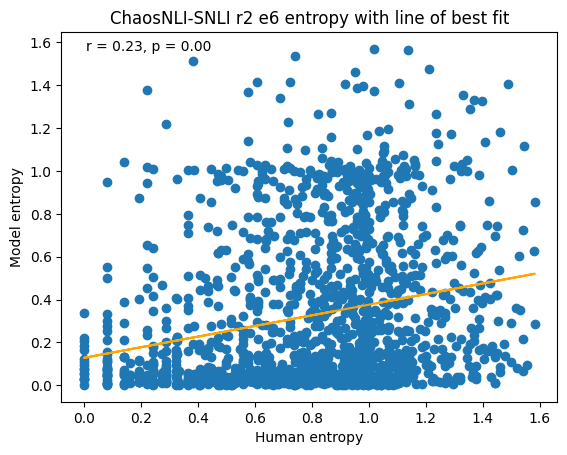 ChaosNLI-SNLI r2 e6 entropy with line of best fit
r = 0.23, p = 0.00
Model entropy
1.6
1.4
1.2
1.0
0.8
0.6
0.4
0.2
0.0
0.0 0.2 0.4 0.6 0.8 1.0 1.2 1.4 1.6
Human entropy